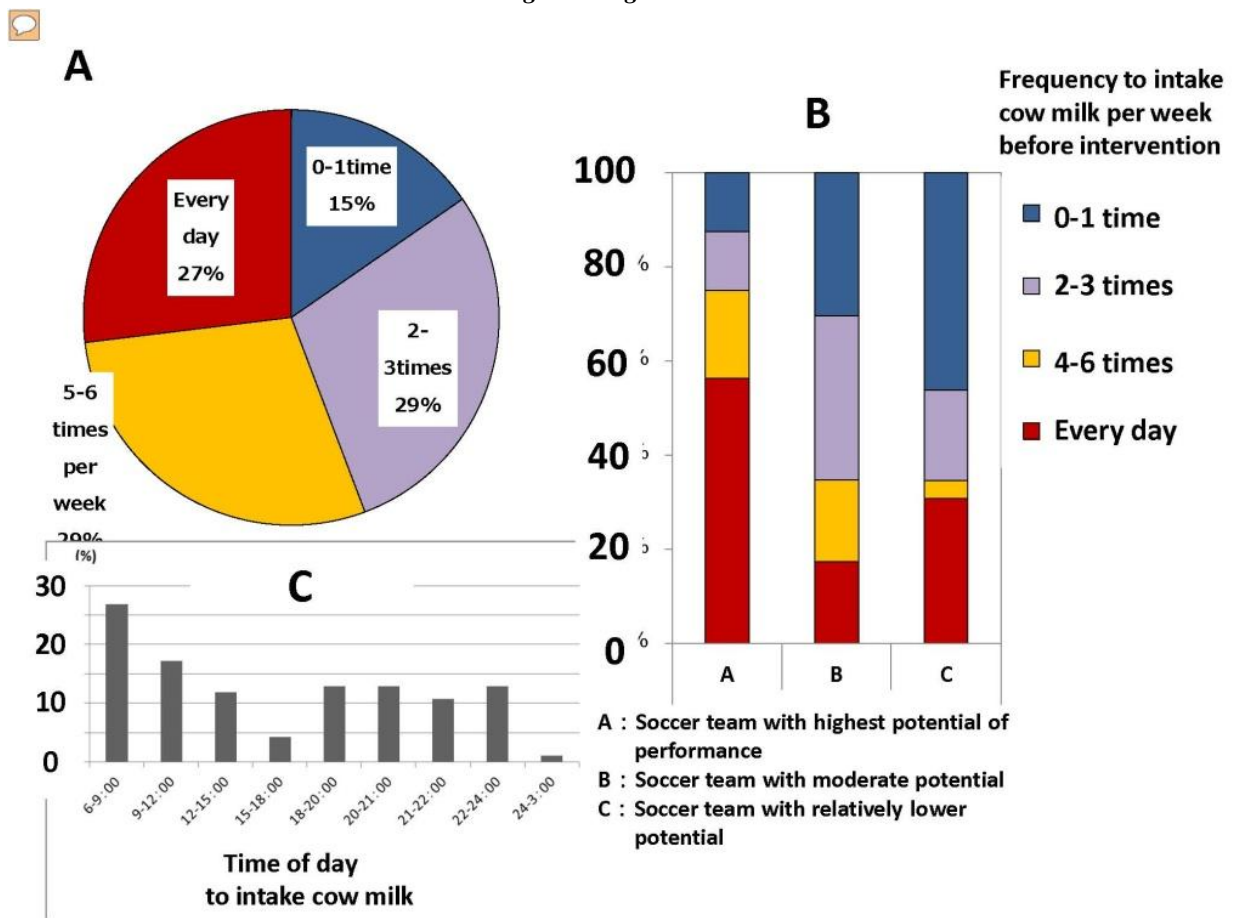 A
0-1time
15%
Every
day
27%
2-
3times
29%
5-6
times
per
week
29%
B
Frequency to intake
cow milk per week
before intervention
0-1 time
2-3 times
4-6 times
Every day
100
80
60
40
20
0
A
B
C
A : Soccer team with highest potential of
performance
B : Soccer team with moderate potential
C : Soccer team with relatively lower
potential
(%)
C
30
20
10
0
6-9:00
9-12:00
12-15:00
15-18:00
18-20:00
20-21:00
21-22:00
22-24:00
24-3:00
Time of day
to intake cow milk